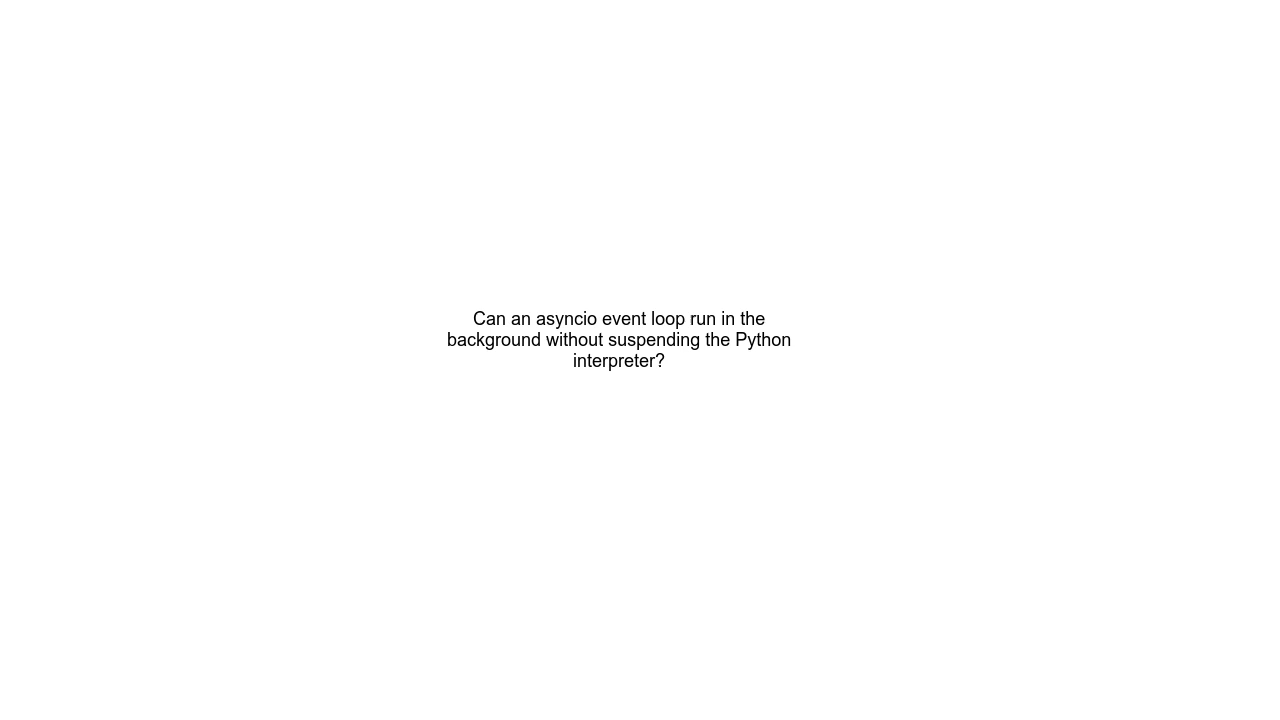 Can an asyncio event loop run in the
background without suspending the Python
interpreter?